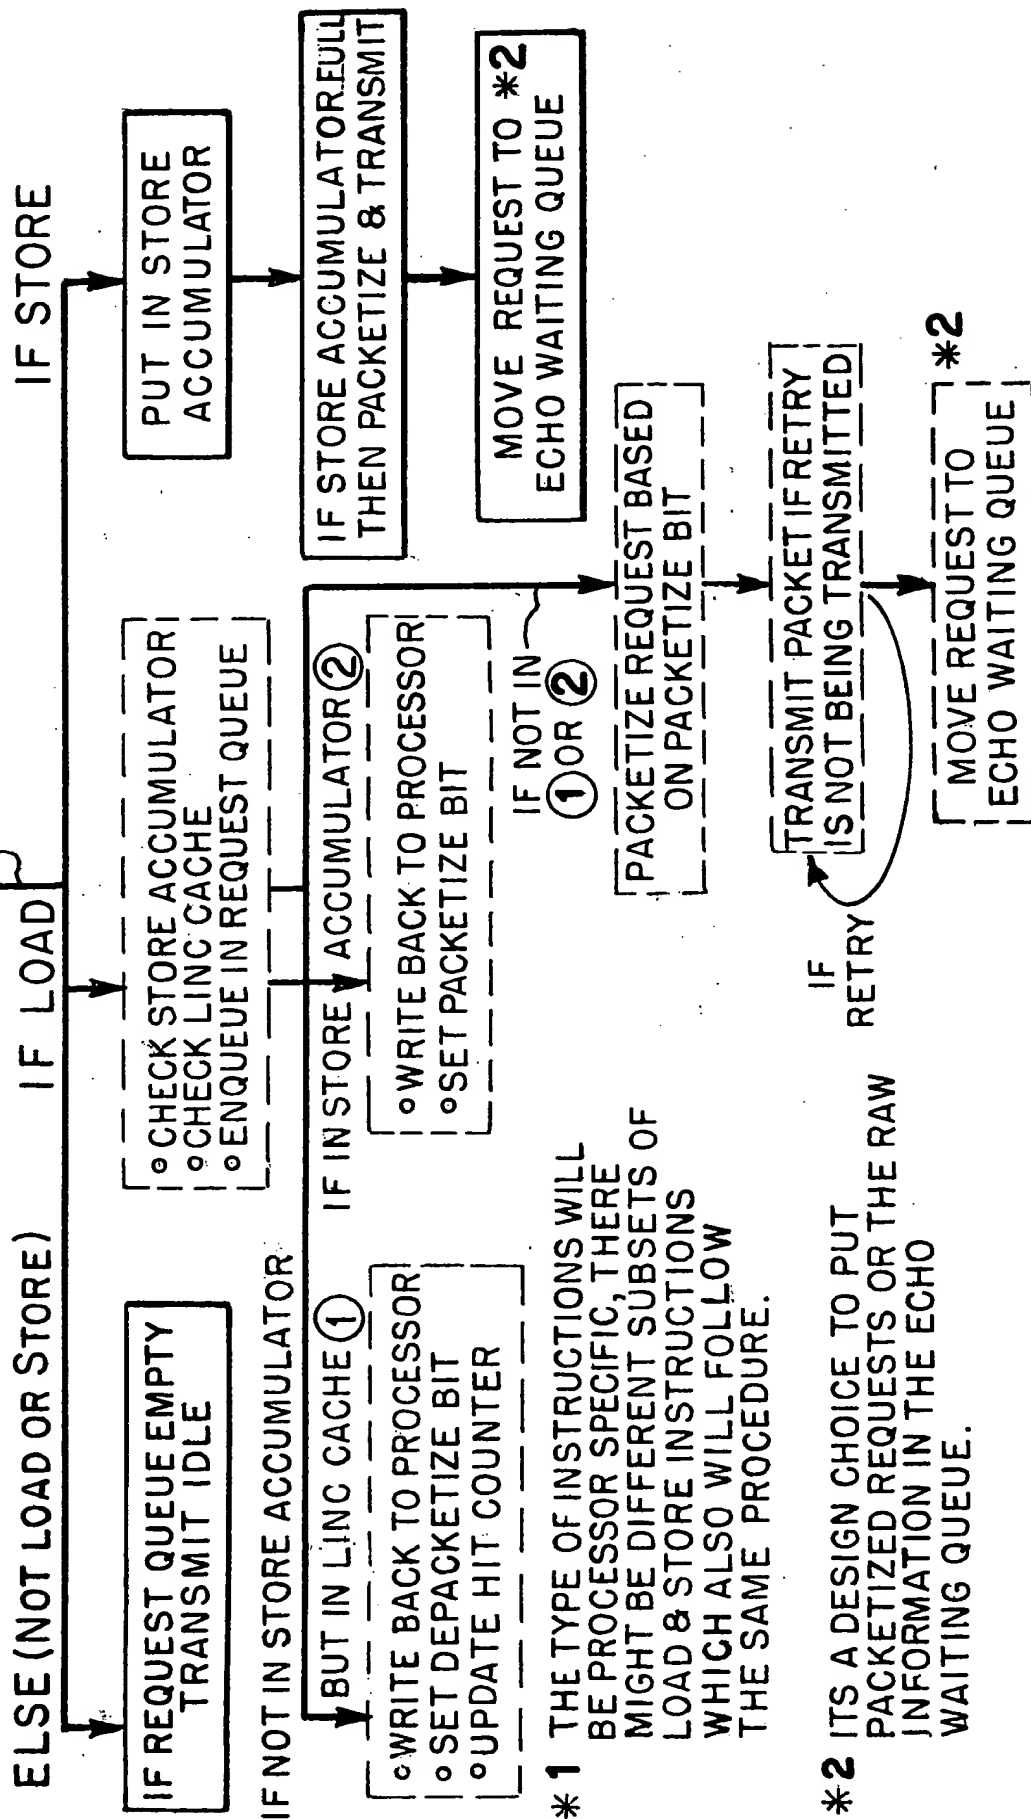 ELSE (NOT LOAD OR STORE)
IF LOAD
IF STORE
IF REQUEST QUEUE EMPTY
TRANSMIT IDLE
○ CHECK STORE ACCUMULATOR
○ CHECK LINC CACHE
○ ENQUEUE IN REQUEST QUEUE
PUT IN STORE
ACCUMULATOR
IF NOT IN STORE ACCUMULATOR
BUT IN LINC CACHE ①
○ WRITE BACK TO PROCESSOR
○ SET DEPACKETIZE BIT
○ UPDATE HIT COUNTER
IF IN STORE ACCUMULATOR ②
○ WRITE BACK TO PROCESSOR
○ SET PACKETIZE BIT
IF STORE ACCUMULATOR FULL
THEN PACKETIZE & TRANSMIT
MOVE REQUEST TO *2
ECHO WAITING QUEUE
IF NOT IN
① OR ②
PACKETIZE REQUEST BASED
ON PACKETIZE BIT
TRANSMIT PACKET IF RETRY
IS NOT BEING TRANSMITTED
IF
RETRY
MOVE REQUEST TO *2
ECHO WAITING QUEUE
*1 THE TYPE OF INSTRUCTIONS WILL
BE PROCESSOR SPECIFIC, THERE
MIGHT BE DIFFERENT SUBSETS OF
LOAD & STORE INSTRUCTIONS
WHICH ALSO WILL FOLLOW
THE SAME PROCEDURE.
*2 ITS A DESIGN CHOICE TO PUT
PACKETIZED REQUESTS OR THE RAW
INFORMATION IN THE ECHO
WAITING QUEUE.